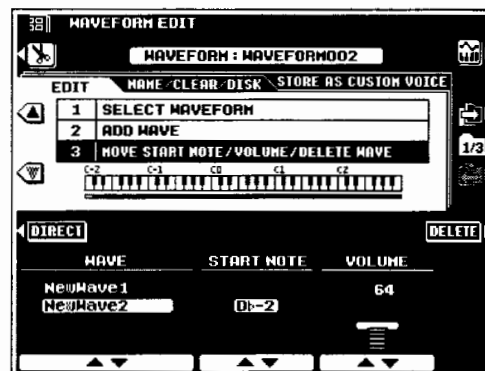 WAVEFORM EDIT
WAVEFORM : WAVEFORM002
EDIT NAME/CLEAR/DISK STORE AS CUSTOM VOICE
1 SELECT WAVEFORM
2 ADD WAVE
3 MOVE START NOTE/VOLUME/DELETE WAVE
1/3
C-2 C-1 C0 C1 C2
DIRECT DELETE
WAVE START NOTE VOLUME
NewWave1 64
NewWave2 D♭-2